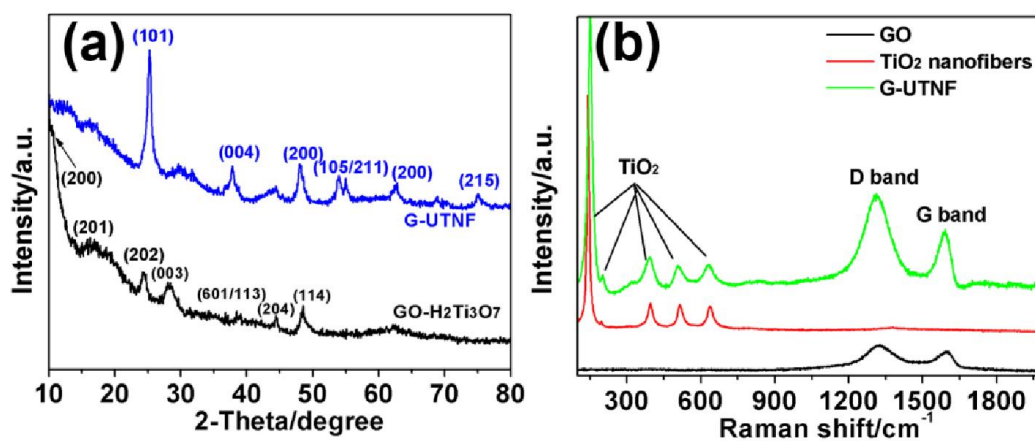 (a)
(101)
(004)
(200)
(105/211)
(200)
(215)
G-UTNF
(200)
(201)
(202)
(003)
(601/113)
(204)
(114)
GO-H2Ti3O7
Intensity/a.u.
10 20 30 40 50 60 70 80
2-Theta/degree
(b)
GO
TiO2 nanofibers
G-UTNF
TiO2
D band
G band
Intensity/a.u.
300 600 900 1200 1500 1800
Raman shift/cm-1